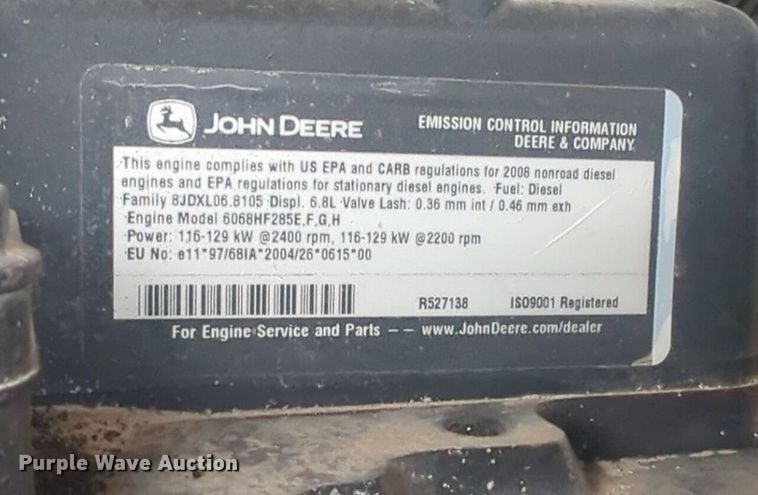 JOHN DEERE
EMISSION CONTROL INFORMATION
DEERE & COMPANY
This engine complies with US EPA and CARB regulations for 2008 nonroad diesel
engines and EPA regulations for stationary diesel engines. Fuel: Diesel
Family 8JDXL06.8105 Displ. 6.8L Valve Lash: 0.36 mm int / 0.46 mm exh
Engine Model 6068HF285E,F,G,H
Power: 116-129 kW @2400 rpm, 116-129 kW @2200 rpm
EU No: e11*97/68IA*2004/26*0615*00
R527138 ISO9001 Registered
For Engine Service and Parts -- www.JohnDeere.com/dealer
Purple Wave Auction